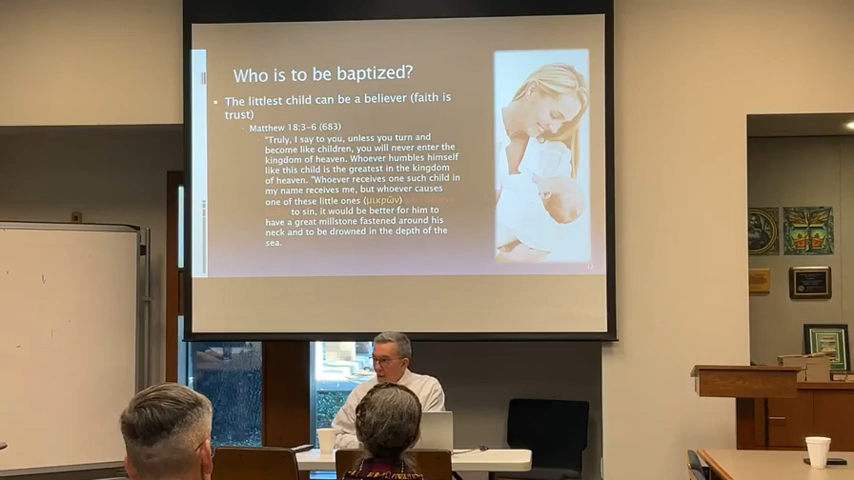 Who is to be baptized?
The littlest child can be a believer (faith is
trust)
Matthew 18:3-6 (683)
"Truly, I say to you, unless you turn and
become like children, you will never enter the
kingdom of heaven. Whoever humbles himself
like this child is the greatest in the kingdom
of heaven. "Whoever receives one such child in
my name receives me, but whoever causes
one of these little ones (μικρῶν)
to sin, it would be better for him to
have a great millstone fastened around his
neck and to be drowned in the depth of the
sea.